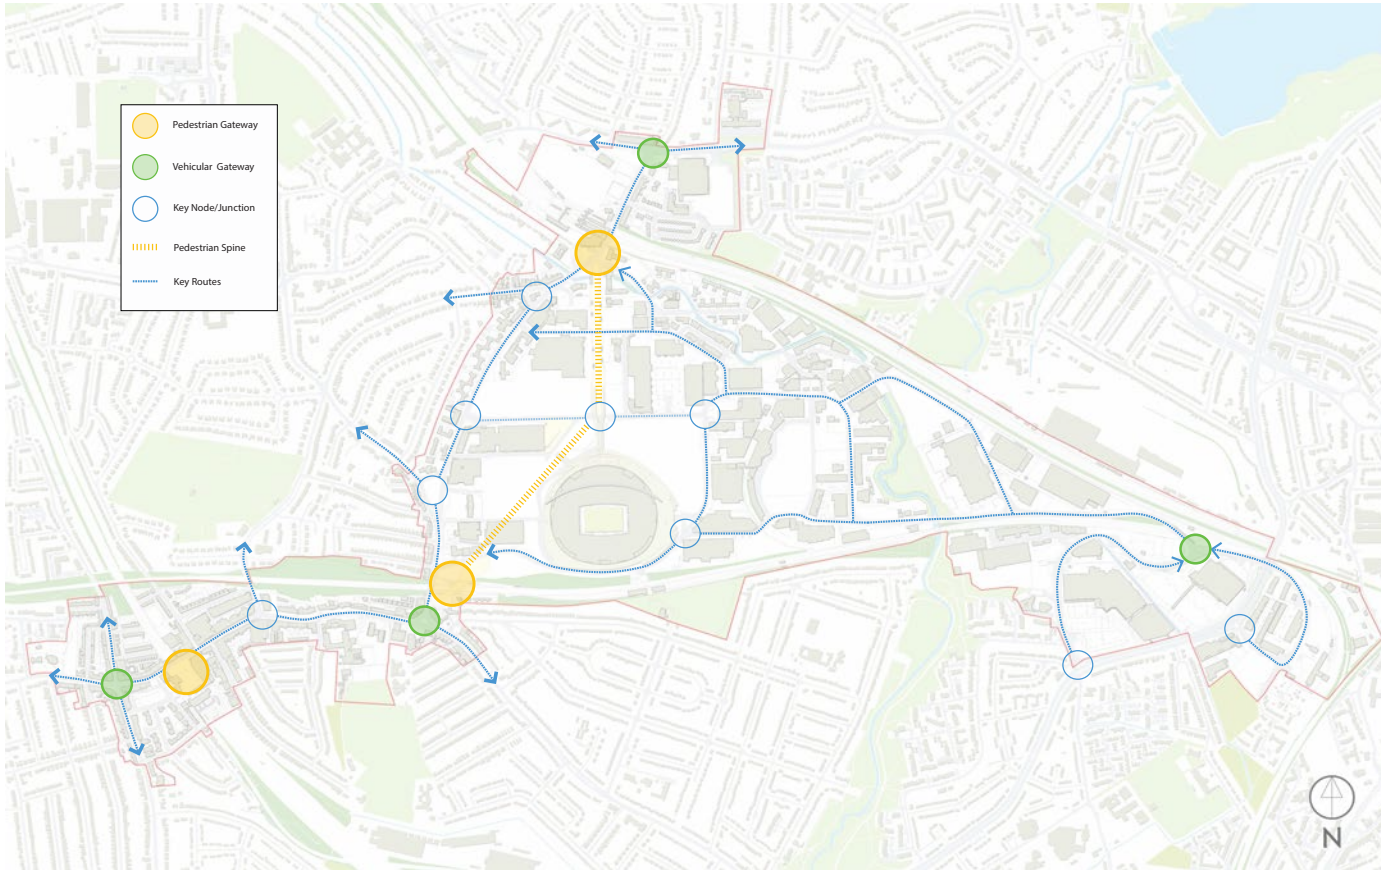 Pedestrian Gateway
Vehicular Gateway
Key Node/Junction
Pedestrian Spine
Key Routes
N